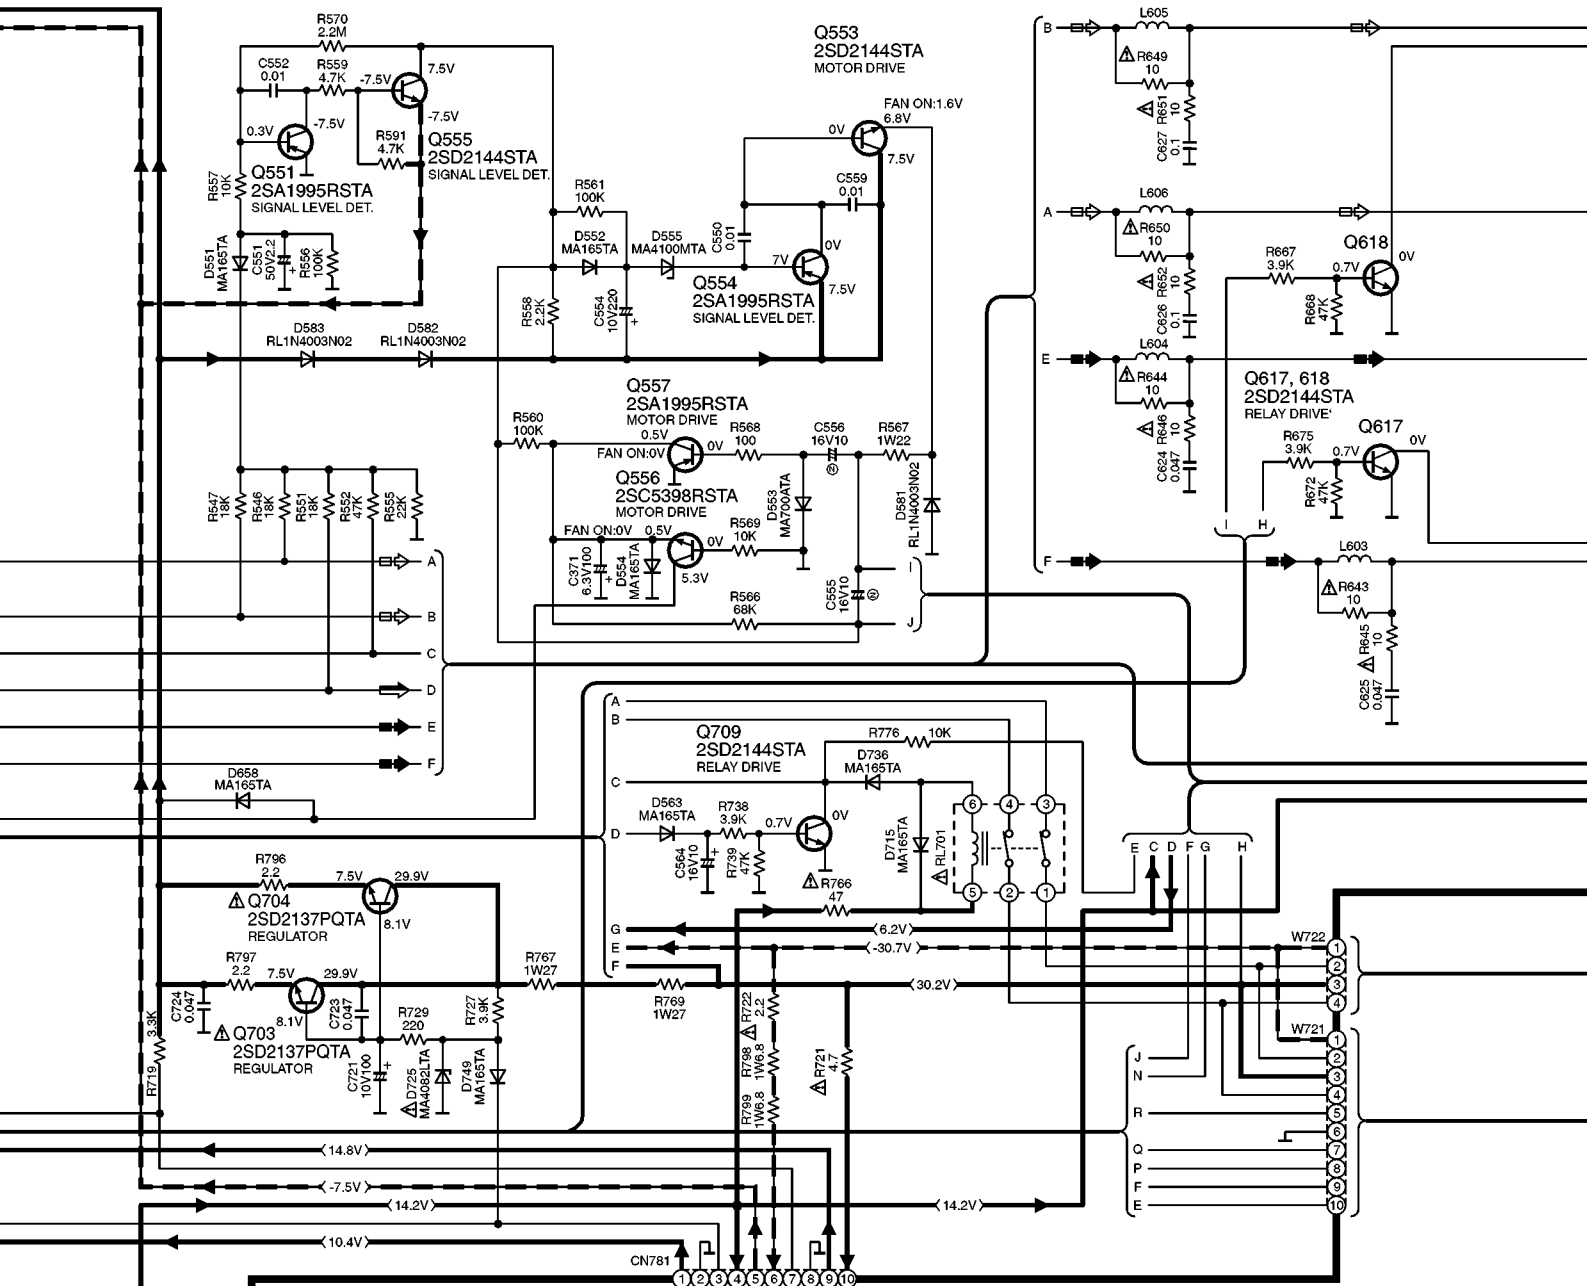 R570
2.2M
C552
0.01
R559
4.7K
-7.5V
7.5V
-7.5V
0.3V
-7.5V
R591
4.7K
Q555
2SD2144STA
SIGNAL LEVEL DET.
Q551
2SA1995RSTA
SIGNAL LEVEL DET.
R557
10K
D551
MA165TA
C551
50V2.2
+
R556
100K
D583
RL1N4003N02
D582
RL1N4003N02
Q553
2SD2144STA
MOTOR DRIVE
FAN ON:1.6V
6.8V
0V
7.5V
C559
0.01
R561
100K
D552
MA165TA
D555
MA4100MTA
C550
0.01
0V
7V
7.5V
Q554
2SA1995RSTA
SIGNAL LEVEL DET.
R558
2.2K
C554
10V220
+
Q557
2SA1995RSTA
MOTOR DRIVE
0.5V
FAN ON:0V
0V
R560
100K
R568
100
C556
16V10
N
R567
1W22
Q556
2SC5398RSTA
MOTOR DRIVE
FAN ON:0V
0.5V
0V
5.3V
R569
10K
D553
MA700ATA
D581
RL1N4003N02
C371
6.3V100
+
D554
MA165TA
R566
68K
C555
16V10
N
I
J
R547
18K
R546
18K
R551
18K
R552
47K
R555
22K
A
B
C
D
E
F
D658
MA165TA
B
L605
R649
10
R651
10
C627
0.1
A
L606
R650
10
R652
10
C626
0.1
E
L604
R644
10
R646
10
C624
0.047
F
L603
R643
10
R645
10
C625
0.047
R667
3.9K
Q618
0V
0.7V
R668
47K
Q617, 618
2SD2144STA
RELAY DRIVE
R675
3.9K
Q617
0V
0.7V
R672
47K
I
H
A
B
C
D
G
E
F
Q709
2SD2144STA
RELAY DRIVE
R776
10K
D736
MA165TA
D563
MA165TA
R738
3.9K
0.7V
0V
C564
16V10
+
R739
47K
D715
MA165TA
RL701
6
4
3
5
2
1
R766
47
6.2V
-30.7V
30.2V
E
C
D
F
G
H
R796
2.2
7.5V
29.9V
8.1V
Q704
2SD2137PQTA
REGULATOR
R797
2.2
7.5V
29.9V
8.1V
C724
0.047
C723
0.047
Q703
2SD2137PQTA
REGULATOR
R719
3.3K
R729
220
R727
3.9K
C721
10V100
+
D725
MA4082LTA
D749
MA165TA
R767
1W27
R769
1W27
R722
2.2
R798
1W6.8
R799
1W6.8
R721
4.7
W722
1
2
3
4
W721
1
2
3
4
5
6
7
8
9
10
J
N
R
Q
P
F
E
14.8V
-7.5V
14.2V
14.2V
10.4V
CN781
1
2
3
4
5
6
7
8
9
10